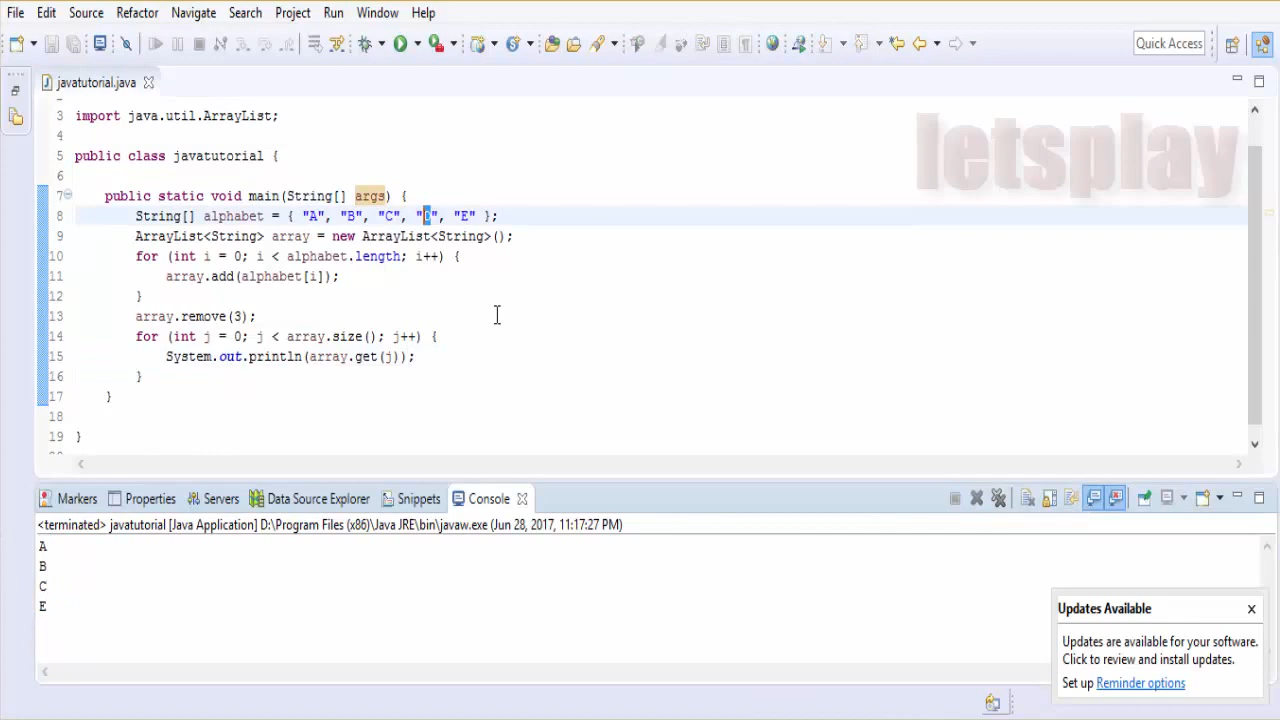 File Edit Source Refactor Navigate Search Project Run Window Help
Quick Access
javatutorial.java
letsplay
3 import java.util.ArrayList;
4
5 public class javatutorial {
6
7 public static void main(String[] args) {
8 String[] alphabet = { "A", "B", "C", "D", "E" };
9 ArrayList<String> array = new ArrayList<String>();
10 for (int i = 0; i < alphabet.length; i++) {
11 array.add(alphabet[i]);
12 }
13 array.remove(3);
14 for (int j = 0; j < array.size(); j++) {
15 System.out.println(array.get(j));
16 }
17 }
18
19 }
Markers Properties Servers Data Source Explorer Snippets Console
<terminated> javatutorial [Java Application] D:\Program Files (x86)\Java JRE\bin\javaw.exe (Jun 28, 2017, 11:17:27 PM)
A
B
C
E
Updates Available
Updates are available for your software.
Click to review and install updates.
Set up Reminder options